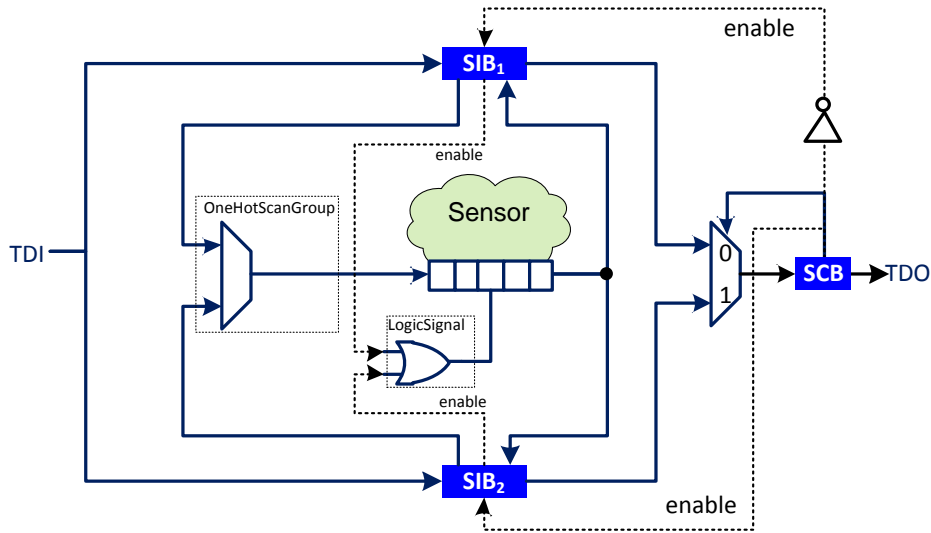 enable
SIB₁
enable
OneHotScanGroup
Sensor
TDI
0
1
SCB
TDO
LogicSignal
enable
SIB₂
enable